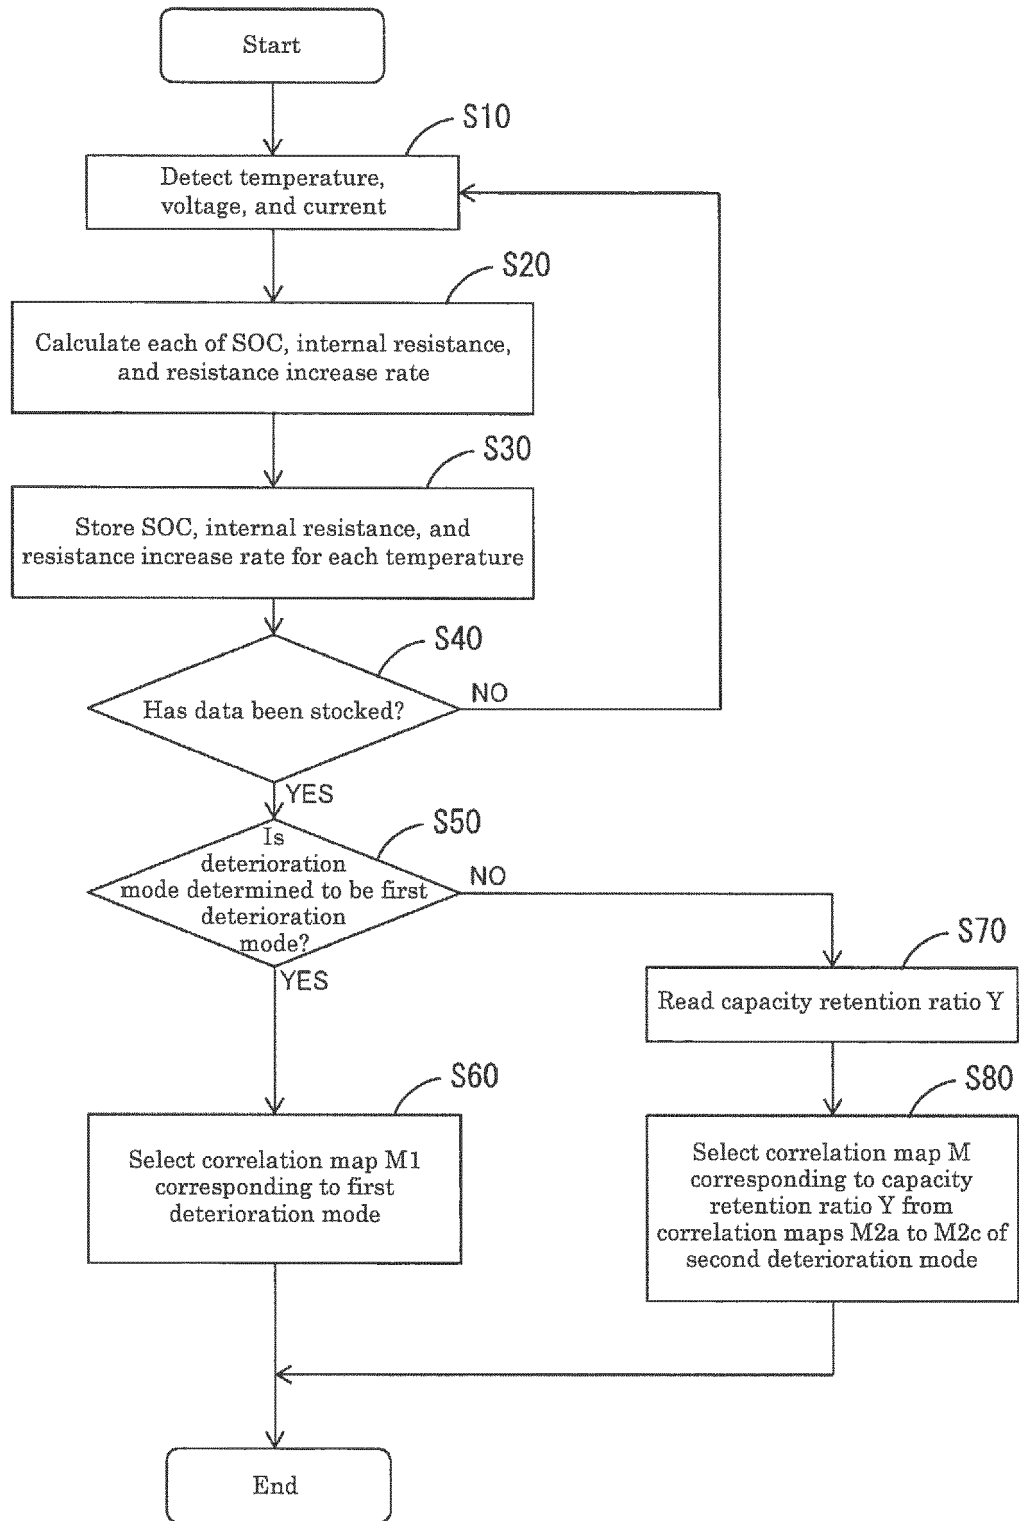 Start
S10
Detect temperature,
voltage, and current
S20
Calculate each of SOC, internal resistance,
and resistance increase rate
S30
Store SOC, internal resistance, and
resistance increase rate for each temperature
S40
Has data been stocked?
NO
YES
S50
Is
deterioration
mode determined to be first
deterioration
mode?
NO
YES
S70
Read capacity retention ratio Y
S60
Select correlation map M1
corresponding to first
deterioration mode
S80
Select correlation map M
corresponding to capacity
retention ratio Y from
correlation maps M2a to M2c of
second deterioration mode
End